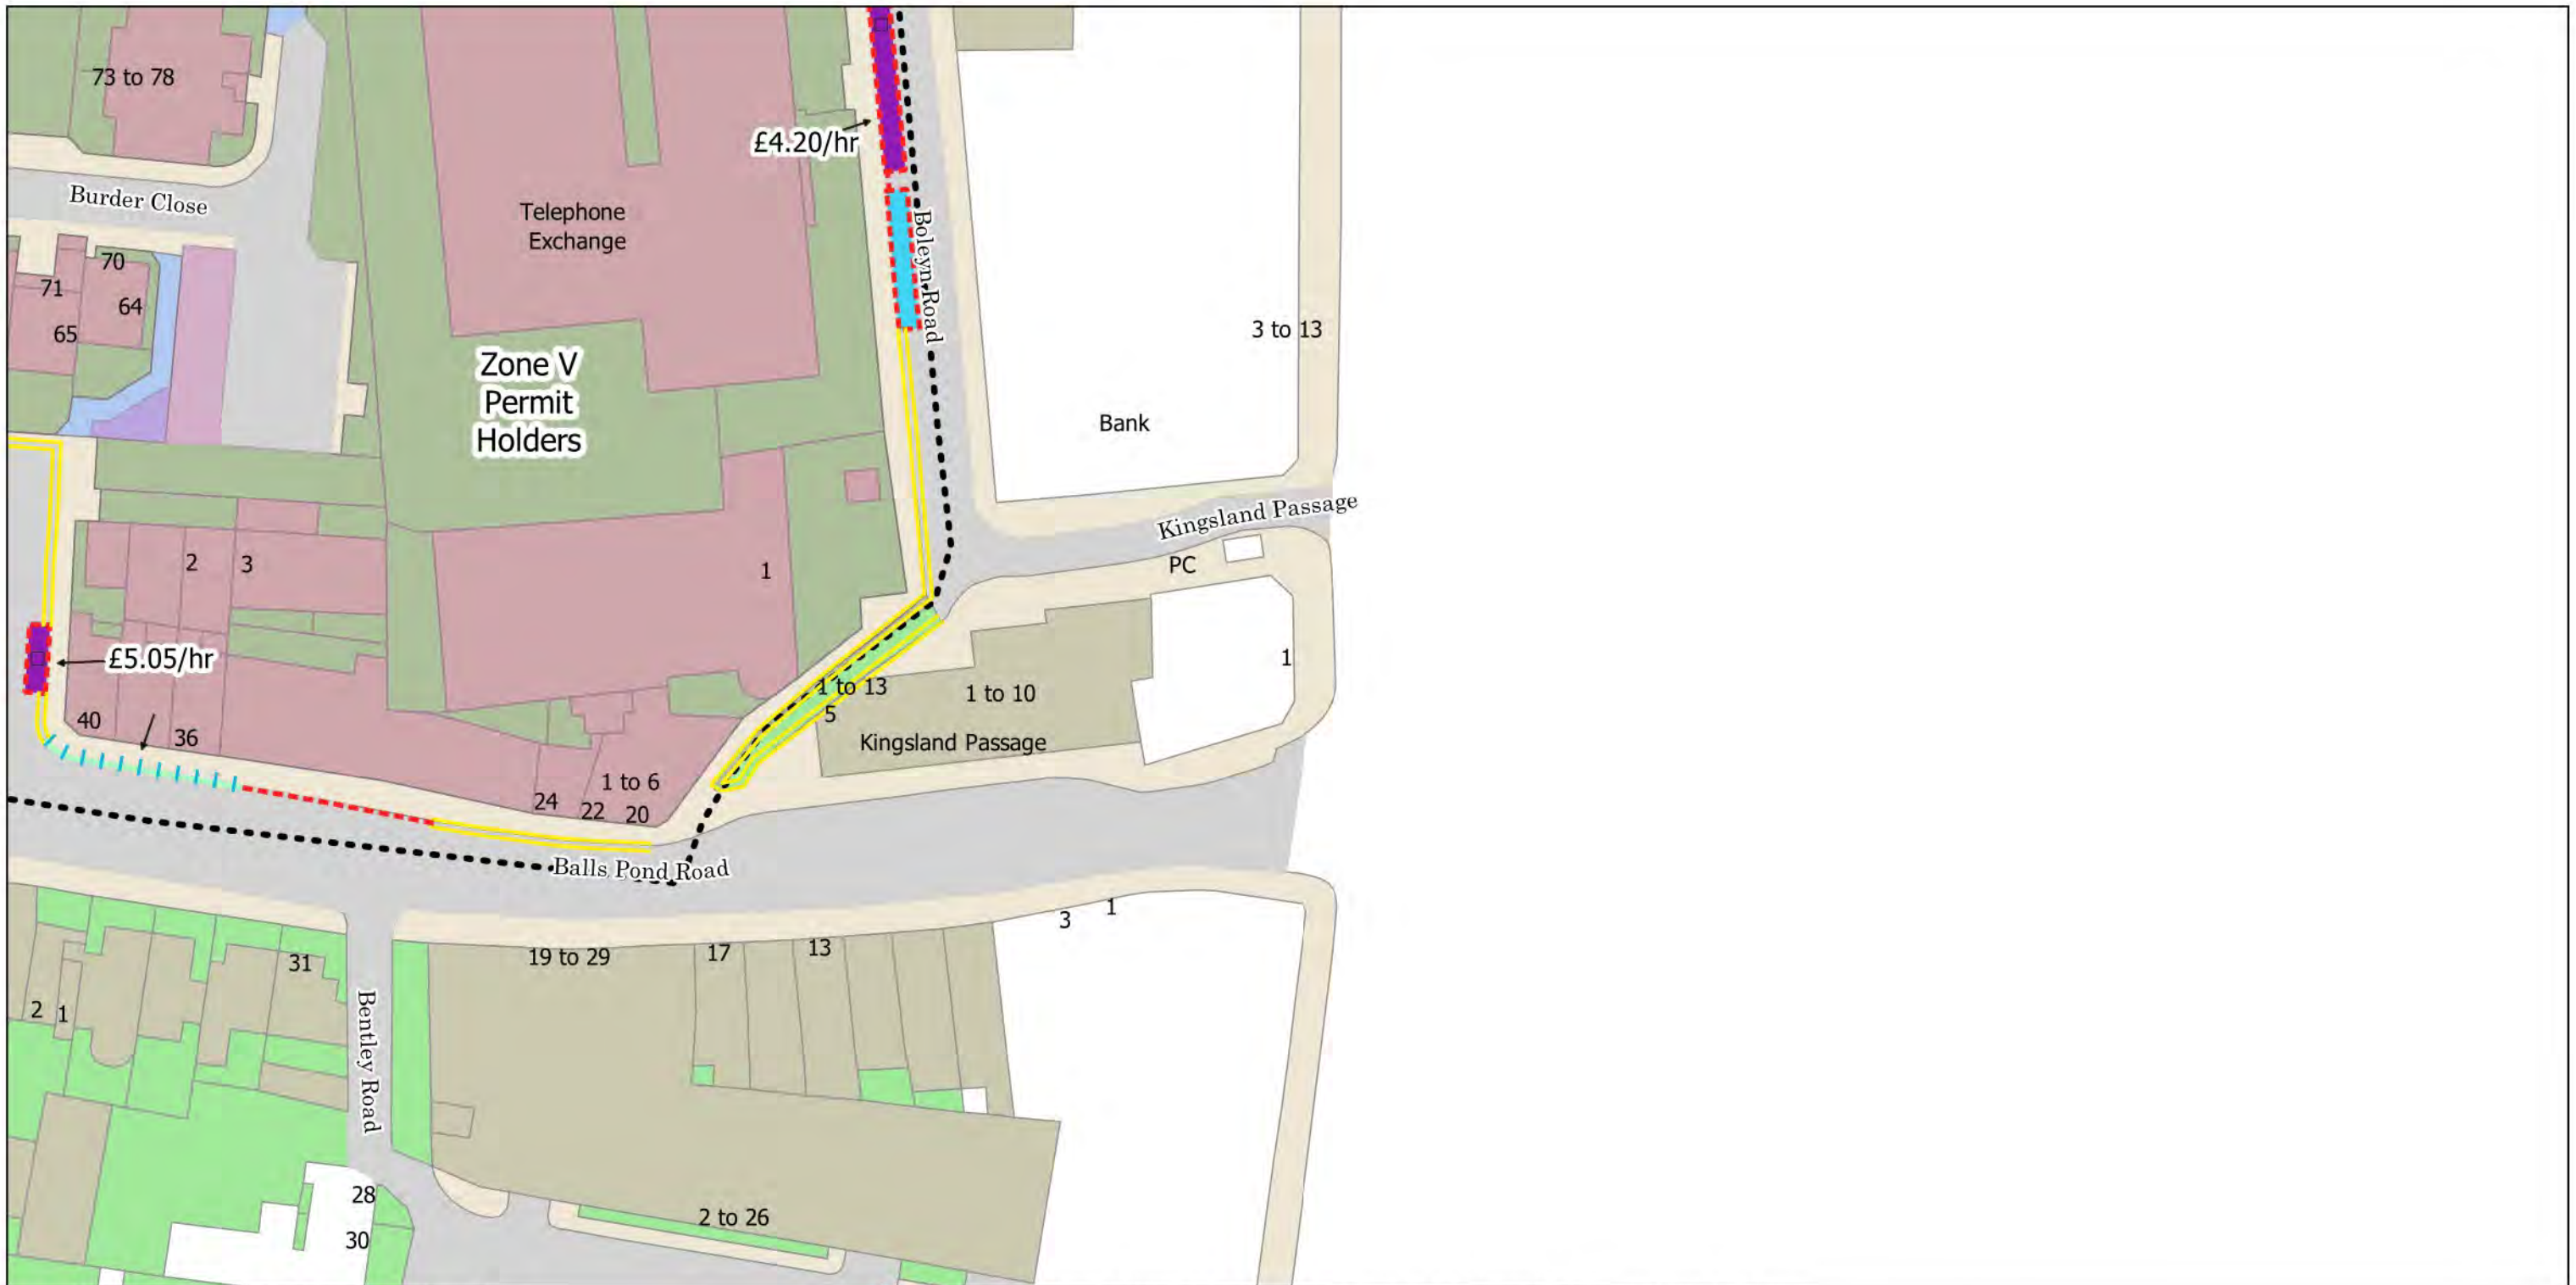 73 to 78
£4.20/hr
Burder Close
Telephone
Exchange
Boleyn Road
70
71
64
65
3 to 13
Zone V
Permit
Holders
Bank
Kingsland Passage
2
3
1
PC
£5.05/hr
1
1 to 13
1 to 10
5
40
36
Kingsland Passage
1 to 6
24
22
20
Balls Pond Road
3
1
31
19 to 29
17
13
2
1
Bentley Road
28
2 to 26
30